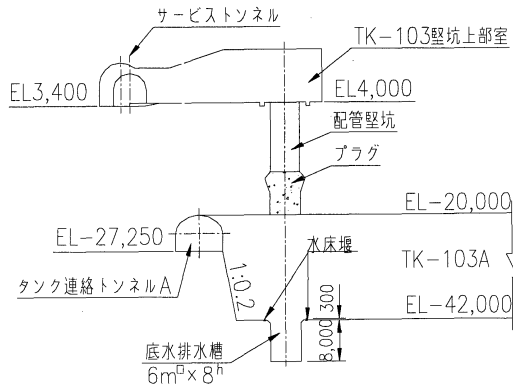 サービストンネル
TK-103竪坑上部室
EL3,400
EL4,000
配管竪坑
プラグ
EL-20,000
EL-27,250
水床堰
TK-103A
タンク連絡トンネルA
1:0.2
300
EL-42,000
8,000
底水排水槽
6m□×8h